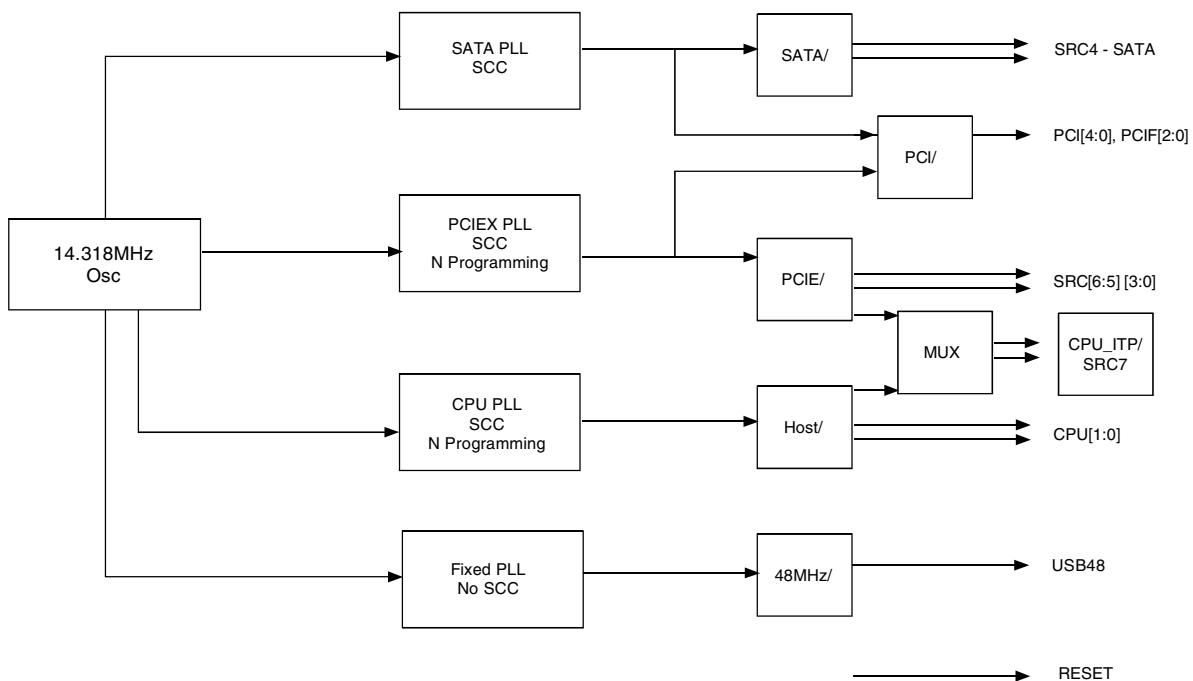 SATA PLL
SCC
SATA/
SRC4 - SATA
PCI/
PCI[4:0], PCIF[2:0]
14.318MHz
Osc
PCIEX PLL
SCC
N Programming
PCIE/
SRC[6:5] [3:0]
MUX
CPU_ITP/
SRC7
CPU PLL
SCC
N Programming
Host/
CPU[1:0]
Fixed PLL
No SCC
48MHz/
USB48
RESET